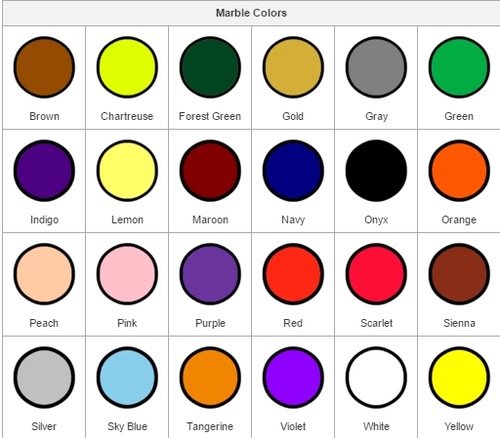 Marble Colors
Brown Chartreuse Forest Green Gold Gray Green
Indigo Lemon Maroon Navy Onyx Orange
Peach Pink Purple Red Scarlet Sienna
Silver Sky Blue Tangerine Violet White Yellow